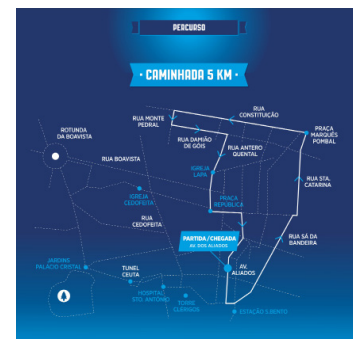 PERCURSO
· CAMINHADA 5 KM ·
RUA
CONSTITUIÇÃO
RUA MONTE
PEDRAL
ROTUNDA
DA BOAVISTA
RUA DAMIÃO
DE GÓIS
PRAÇA
MARQUÊS
POMBAL
RUA ANTERO
QUENTAL
RUA BOAVISTA
IGREJA
LAPA
RUA STA.
CATARINA
IGREJA
CEDOFEITA
PRAÇA
REPÚBLICA
RUA
CEDOFEITA
RUA SÁ DA
BANDEIRA
PARTIDA/CHEGADA
AV. DOS ALIADOS
JARDINS
PALÁCIO CRISTAL
TUNEL
CEUTA
AV.
ALIADOS
HOSPITAL
STO. ANTÓNIO
TORRE
CLÉRIGOS
ESTAÇÃO S.BENTO